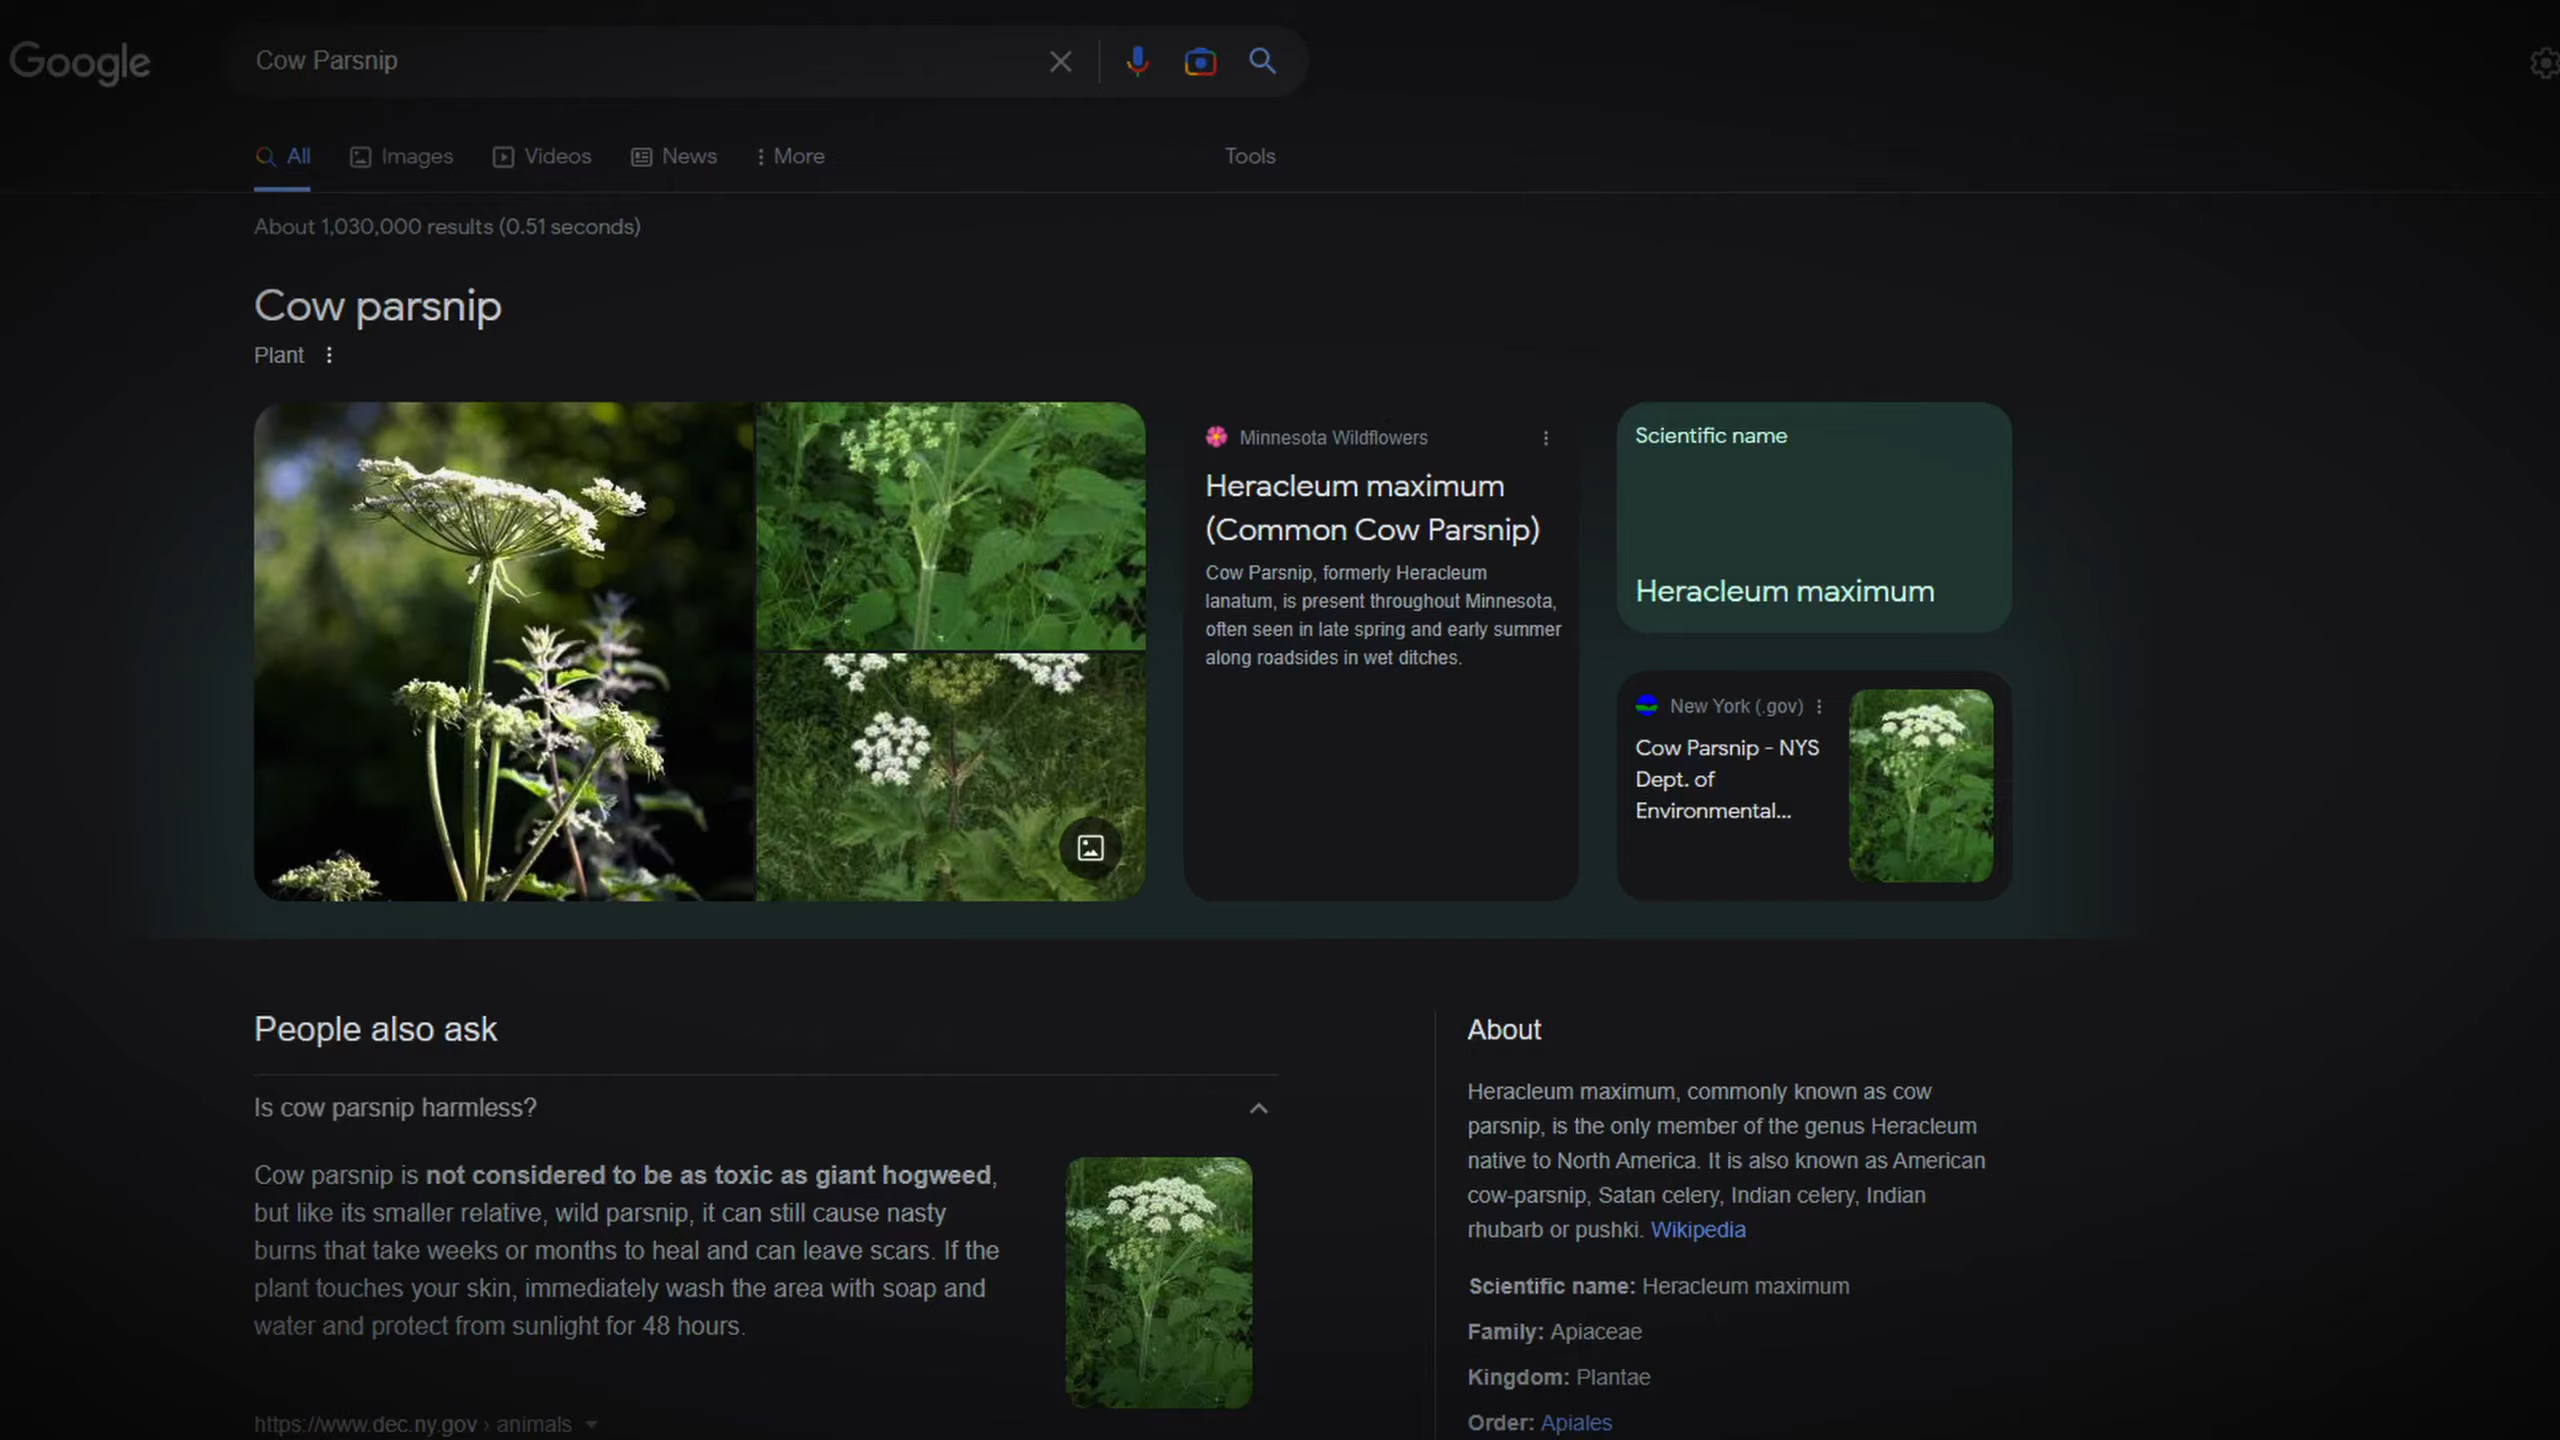 Google
Cow Parsnip
All
Images
Videos
News
More
Tools
About 1,030,000 results (0.51 seconds)
Cow parsnip
Plant
Minnesota Wildflowers
Heracleum maximum
(Common Cow Parsnip)
Cow Parsnip, formerly Heracleum
lanatum, is present throughout Minnesota,
often seen in late spring and early summer
along roadsides in wet ditches.
Scientific name
Heracleum maximum
New York (.gov)
Cow Parsnip - NYS
Dept. of
Environmental...
People also ask
Is cow parsnip harmless?
Cow parsnip is not considered to be as toxic as giant hogweed,
but like its smaller relative, wild parsnip, it can still cause nasty
burns that take weeks or months to heal and can leave scars. If the
plant touches your skin, immediately wash the area with soap and
water and protect from sunlight for 48 hours.
https://www.dec.ny.gov › animals
About
Heracleum maximum, commonly known as cow
parsnip, is the only member of the genus Heracleum
native to North America. It is also known as American
cow-parsnip, Satan celery, Indian celery, Indian
rhubarb or pushki. Wikipedia
Scientific name: Heracleum maximum
Family: Apiaceae
Kingdom: Plantae
Order: Apiales